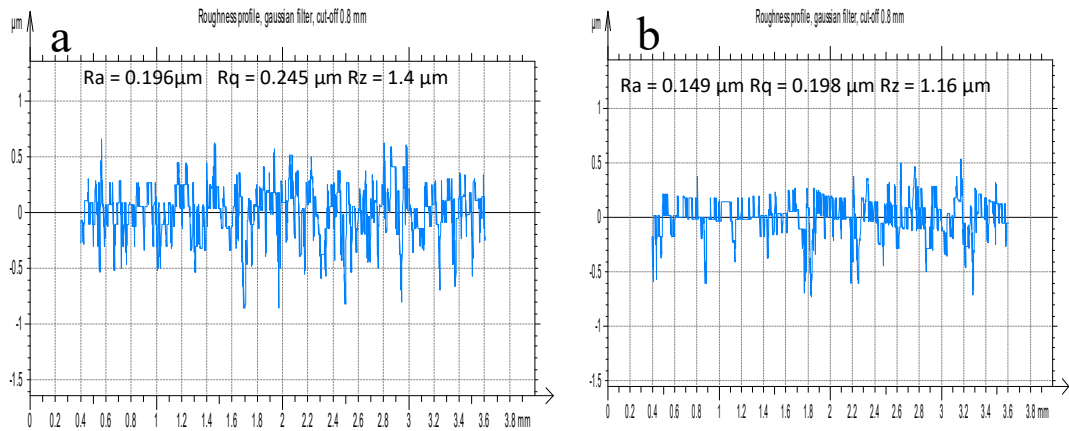 Roughness profile, gaussian filter, cut-off 0.8 mm
µm
a
Ra = 0.196µm Rq = 0.245 µm Rz = 1.4 µm
1
0.5
0
-0.5
-1
-1.5
0 0.2 0.4 0.6 0.8 1 1.2 1.4 1.6 1.8 2 2.2 2.4 2.6 2.8 3 3.2 3.4 3.6 3.8 mm
Roughness profile, gaussian filter, cut-off 0.8 mm
µm
b
Ra = 0.149 µm Rq = 0.198 µm Rz = 1.16 µm
1
0.5
0
-0.5
-1
-1.5
0 0.2 0.4 0.6 0.8 1 1.2 1.4 1.6 1.8 2 2.2 2.4 2.6 2.8 3 3.2 3.4 3.6 3.8 mm